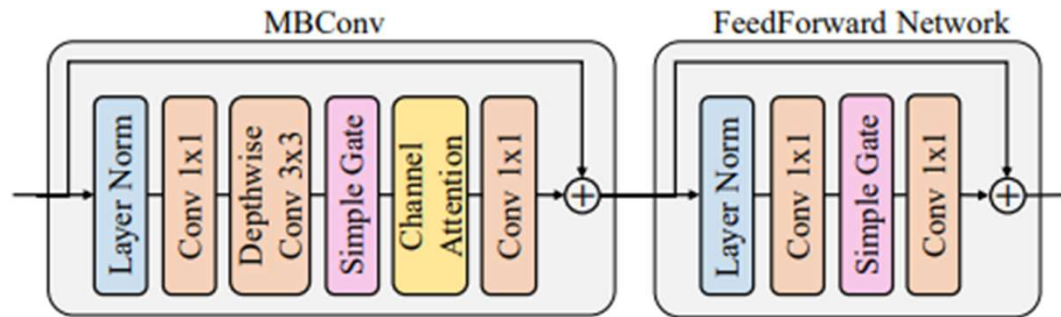 MBConv
FeedForward Network
Layer Norm
Conv 1x1
Depthwise
Conv 3x3
Simple Gate
Channel
Attention
Conv 1x1
Layer Norm
Conv 1x1
Simple Gate
Conv 1x1